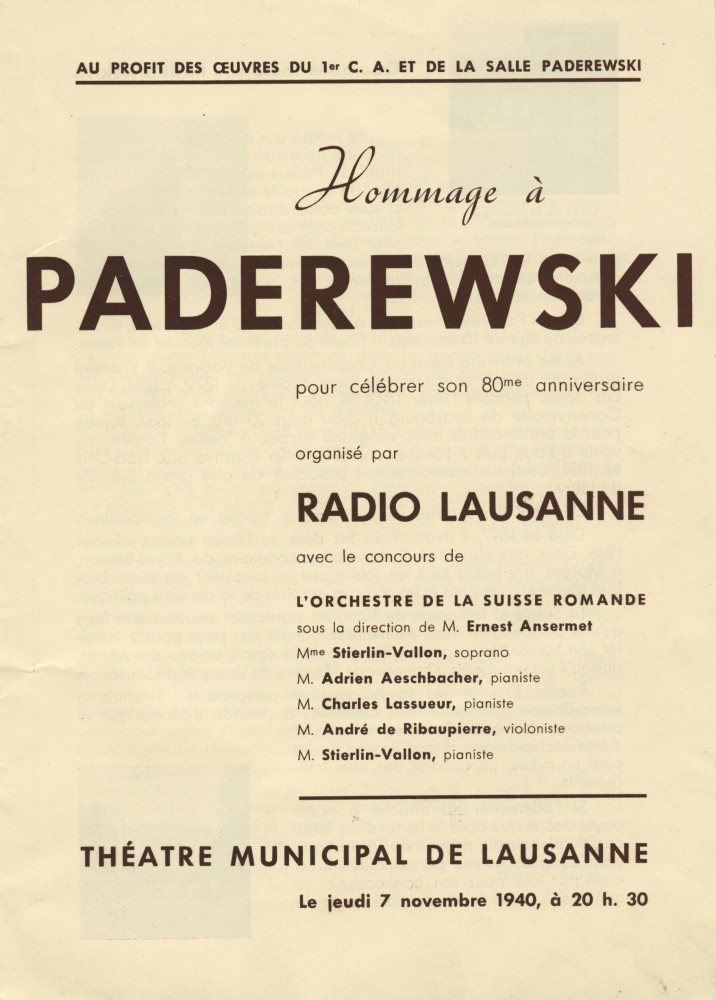 AU PROFIT DES ŒUVRES DU 1er C. A. ET DE LA SALLE PADEREWSKI
Hommage à
PADEREWSKI
pour célébrer son 80me anniversaire
organisé par
RADIO LAUSANNE
avec le concours de
L'ORCHESTRE DE LA SUISSE ROMANDE
sous la direction de M. Ernest Ansermet
Mme Stierlin-Vallon, soprano
M. Adrien Aeschbacher, pianiste
M. Charles Lassueur, pianiste
M. André de Ribaupierre, violoniste
M. Stierlin-Vallon, pianiste
THÉATRE MUNICIPAL DE LAUSANNE
Le jeudi 7 novembre 1940, à 20 h. 30